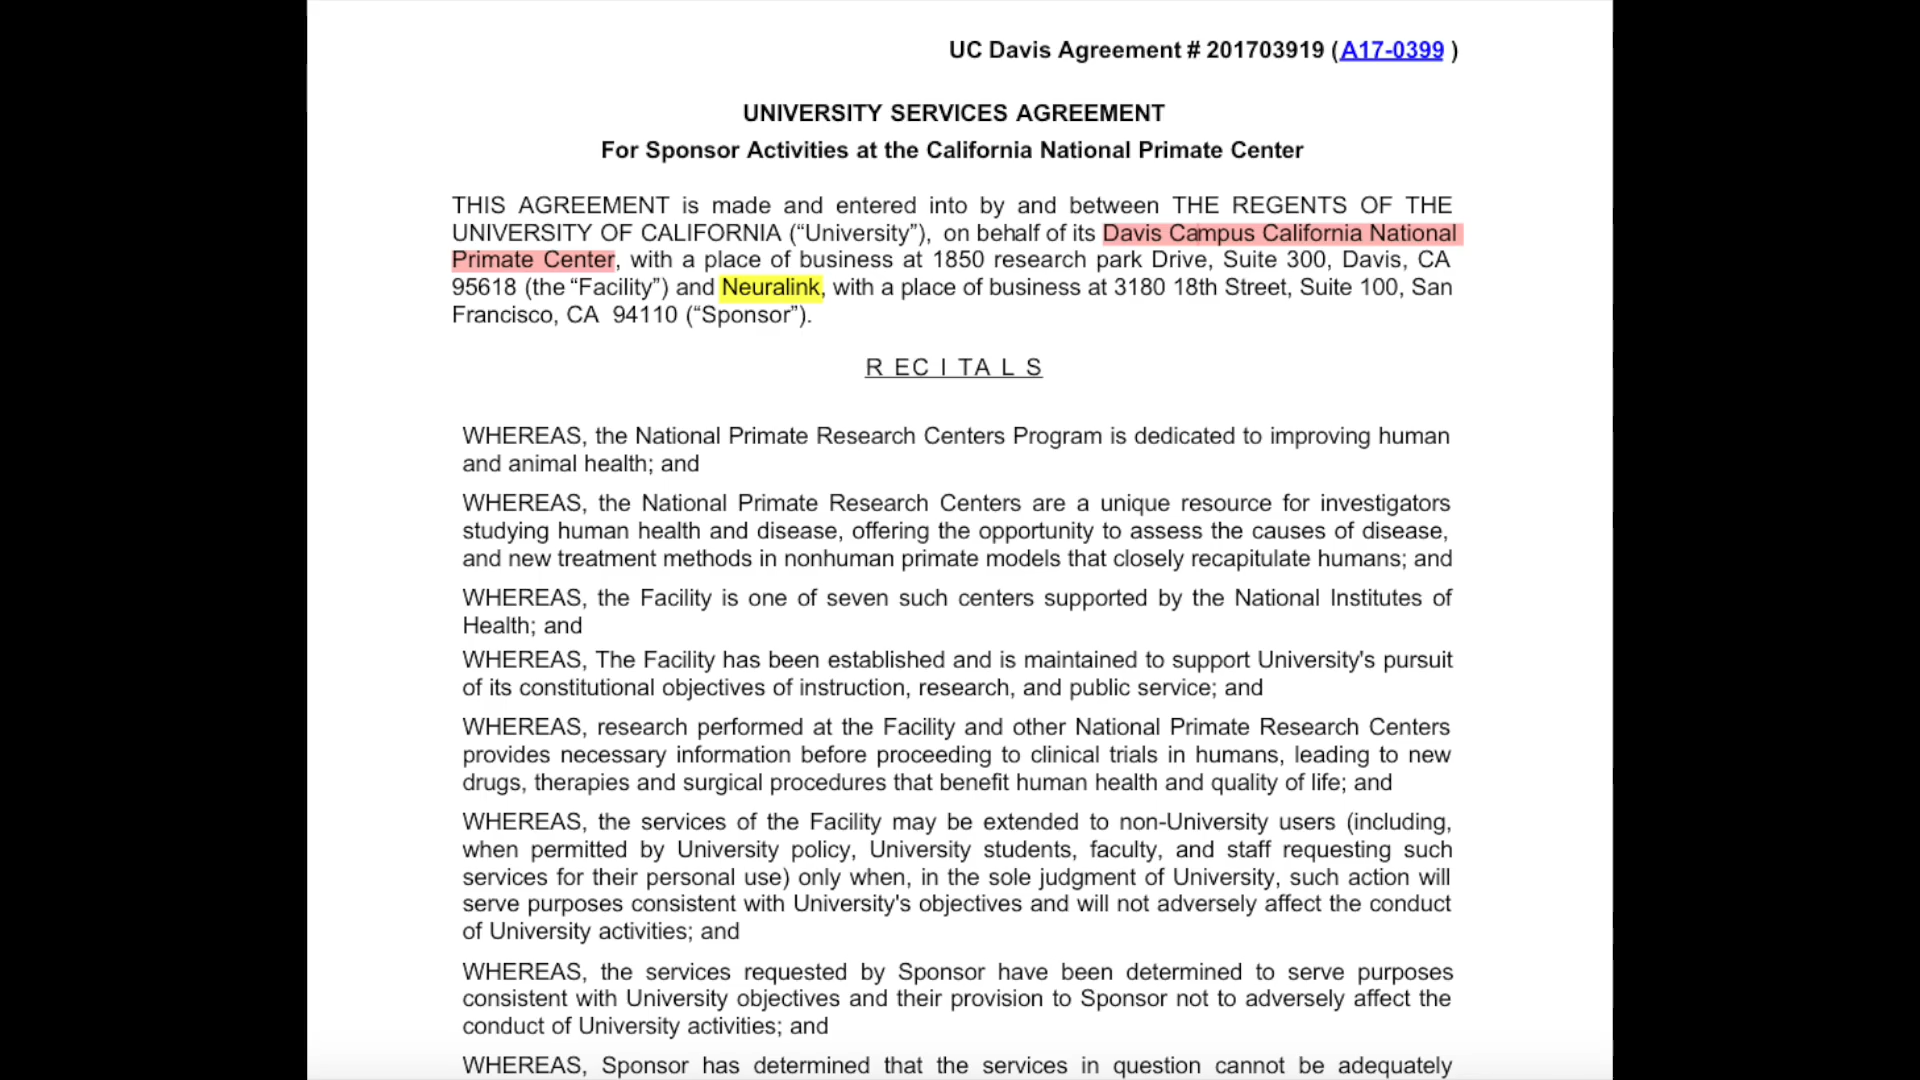 UC Davis Agreement # 201703919 (A17-0399 )
UNIVERSITY SERVICES AGREEMENT
For Sponsor Activities at the California National Primate Center
THIS AGREEMENT is made and entered into by and between THE REGENTS OF THE
UNIVERSITY OF CALIFORNIA (“University”), on behalf of its Davis Campus California National
Primate Center, with a place of business at 1850 research park Drive, Suite 300, Davis, CA
95618 (the “Facility”) and Neuralink, with a place of business at 3180 18th Street, Suite 100, San
Francisco, CA 94110 (“Sponsor”).
R E C I T A L S
WHEREAS, the National Primate Research Centers Program is dedicated to improving human
and animal health; and
WHEREAS, the National Primate Research Centers are a unique resource for investigators
studying human health and disease, offering the opportunity to assess the causes of disease,
and new treatment methods in nonhuman primate models that closely recapitulate humans; and
WHEREAS, the Facility is one of seven such centers supported by the National Institutes of
Health; and
WHEREAS, The Facility has been established and is maintained to support University's pursuit
of its constitutional objectives of instruction, research, and public service; and
WHEREAS, research performed at the Facility and other National Primate Research Centers
provides necessary information before proceeding to clinical trials in humans, leading to new
drugs, therapies and surgical procedures that benefit human health and quality of life; and
WHEREAS, the services of the Facility may be extended to non-University users (including,
when permitted by University policy, University students, faculty, and staff requesting such
services for their personal use) only when, in the sole judgment of University, such action will
serve purposes consistent with University's objectives and will not adversely affect the conduct
of University activities; and
WHEREAS, the services requested by Sponsor have been determined to serve purposes
consistent with University objectives and their provision to Sponsor not to adversely affect the
conduct of University activities; and
WHEREAS, Sponsor has determined that the services in question cannot be adequately